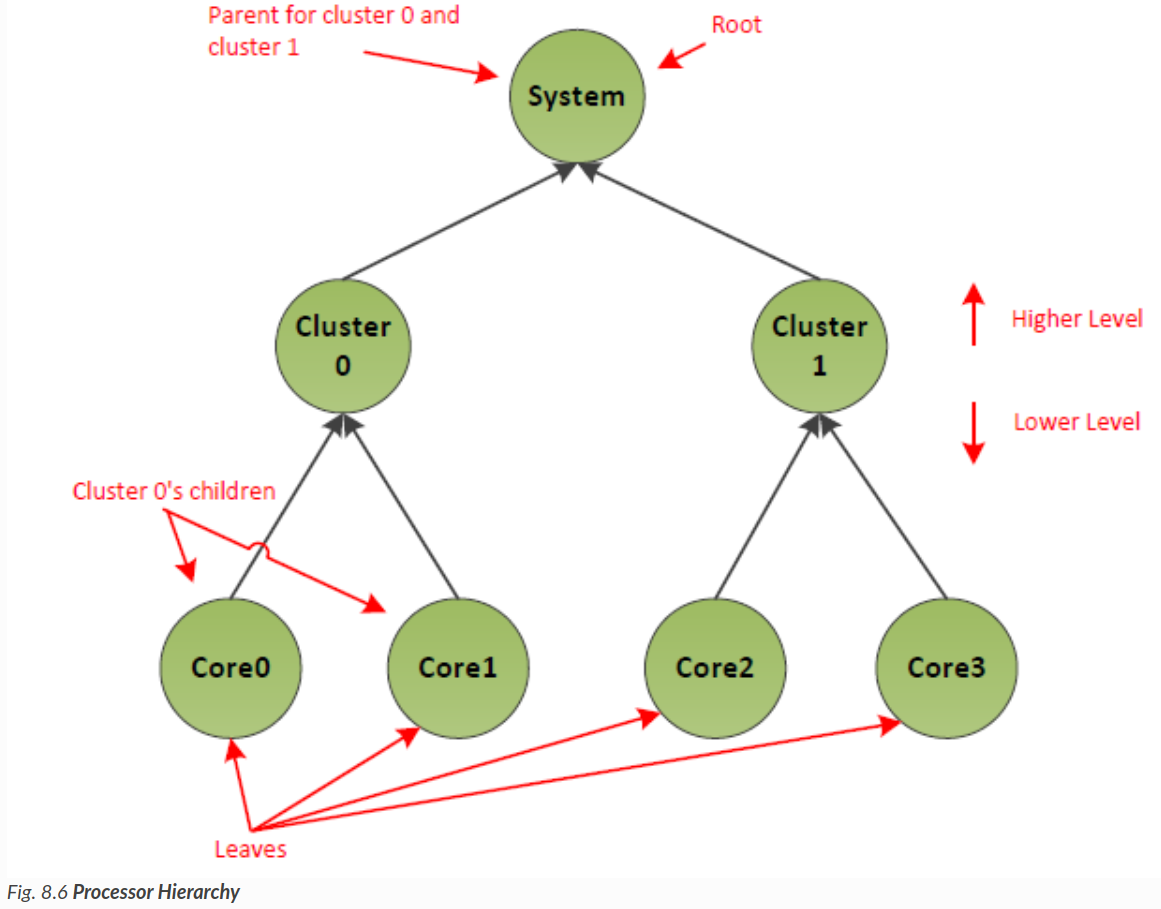 Parent for cluster 0 and
cluster 1
Root
System
Cluster
0
Cluster
1
Higher Level
Lower Level
Cluster 0's children
Core0
Core1
Core2
Core3
Leaves
Fig. 8.6 Processor Hierarchy